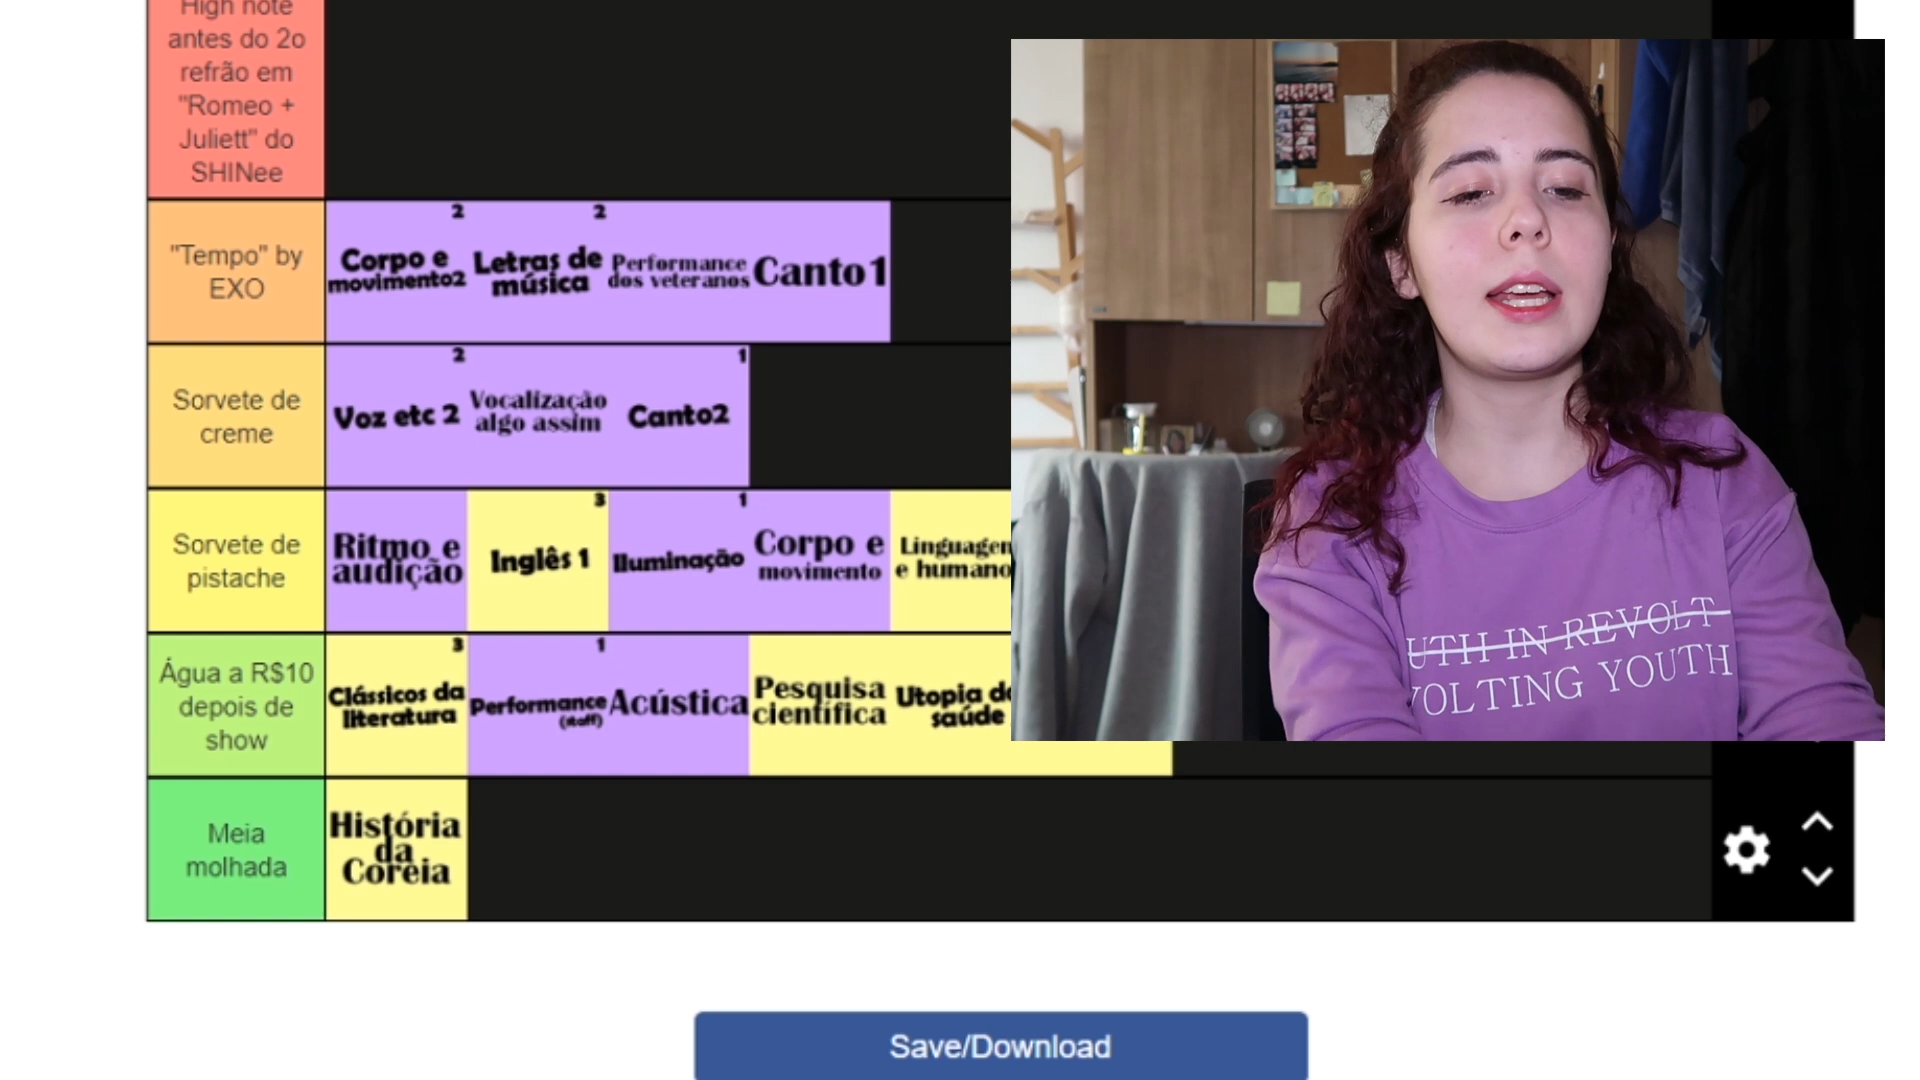 High note
antes do 2o
refrão em
"Romeo +
Juliett" do
SHINee
"Tempo" by
EXO
2
Corpo e
movimento2
2
Letras de
música
Performance
dos veteranos
Canto1
Sorvete de
creme
2
Voz etc 2
Vocalização
algo assim
1
Canto2
Sorvete de
pistache
Ritmo e
audição
3
Inglês 1
1
Iluminação
Corpo e
movimento
Linguagem
e humano
Água a R$10
depois de
show
3
Clássicos da
literatura
1
Performance
(staff)
Acústica
Pesquisa
científica
Utopia da
saúde
Meia
molhada
História
da
Coreia
UTH IN REVOLT
VOLTING YOUTH
Save/Download